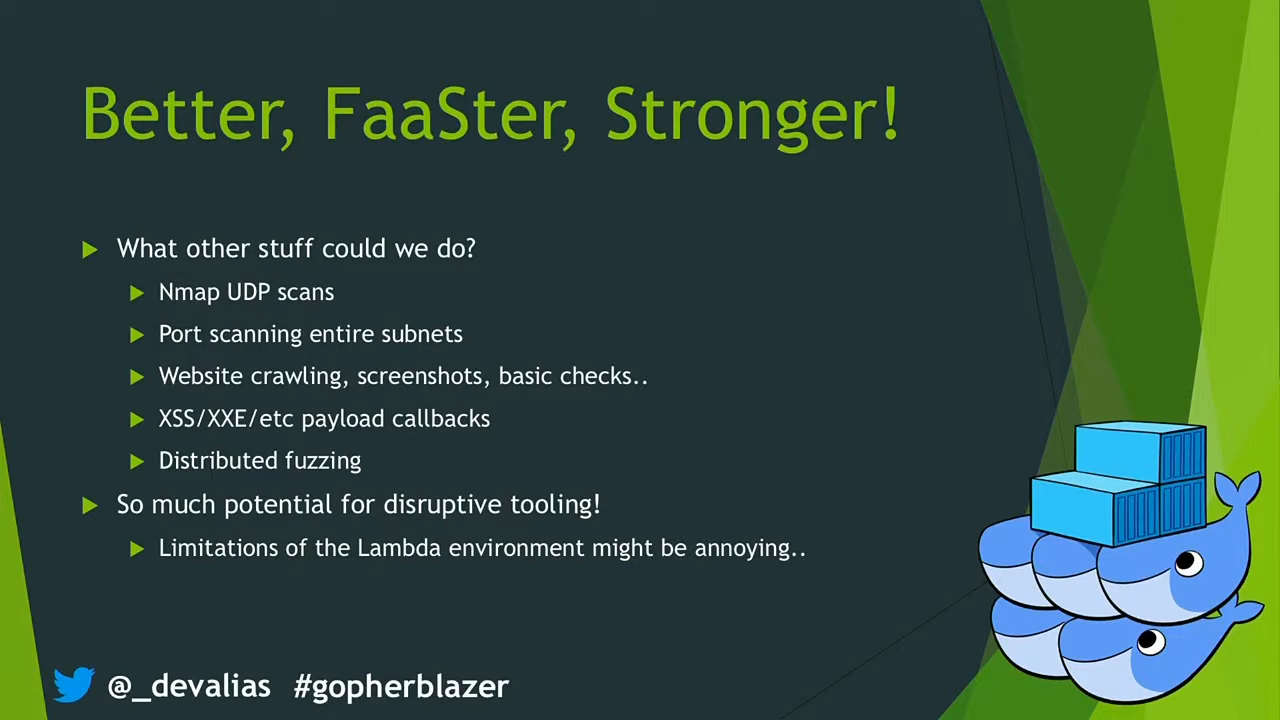 Better, FaaSter, Stronger!
What other stuff could we do?
Nmap UDP scans
Port scanning entire subnets
Website crawling, screenshots, basic checks..
XSS/XXE/etc payload callbacks
Distributed fuzzing
So much potential for disruptive tooling!
Limitations of the Lambda environment might be annoying..
@_devalias #gopherblazer